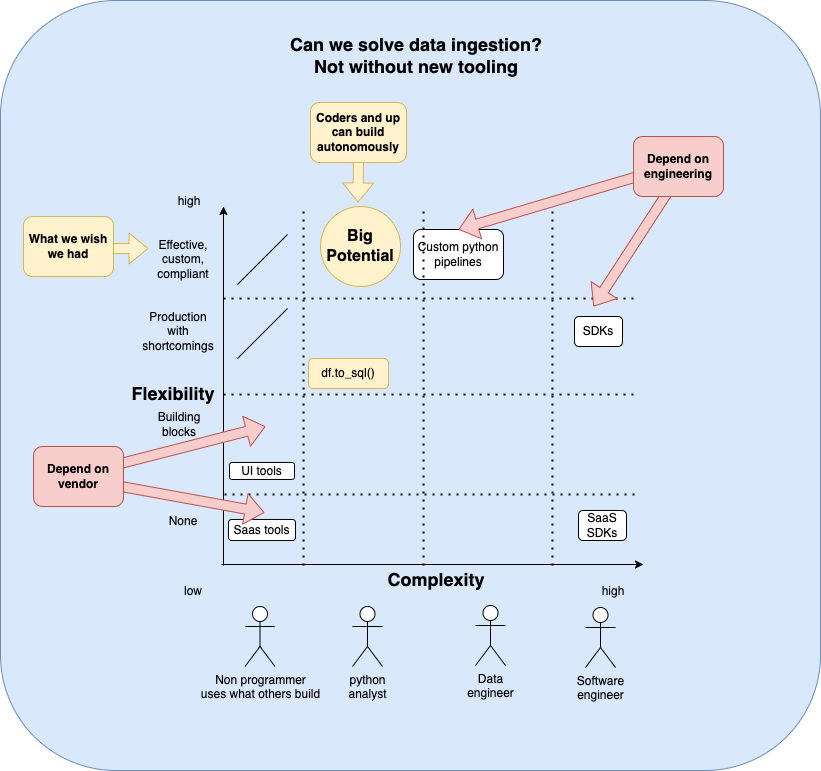 Can we solve data ingestion?
Not without new tooling
Coders and up
can build
autonomously
Depend on
engineering
high
What we wish
we had
Effective,
custom,
compliant
Big
Potential
Custom python
pipelines
Production
with
shortcomings
SDKs
df.to_sql()
Flexibility
Building
blocks
Depend on
vendor
UI tools
None
Saas tools
SaaS
SDKs
Complexity
low
high
Non programmer
uses what others build
python
analyst
Data
engineer
Software
engineer